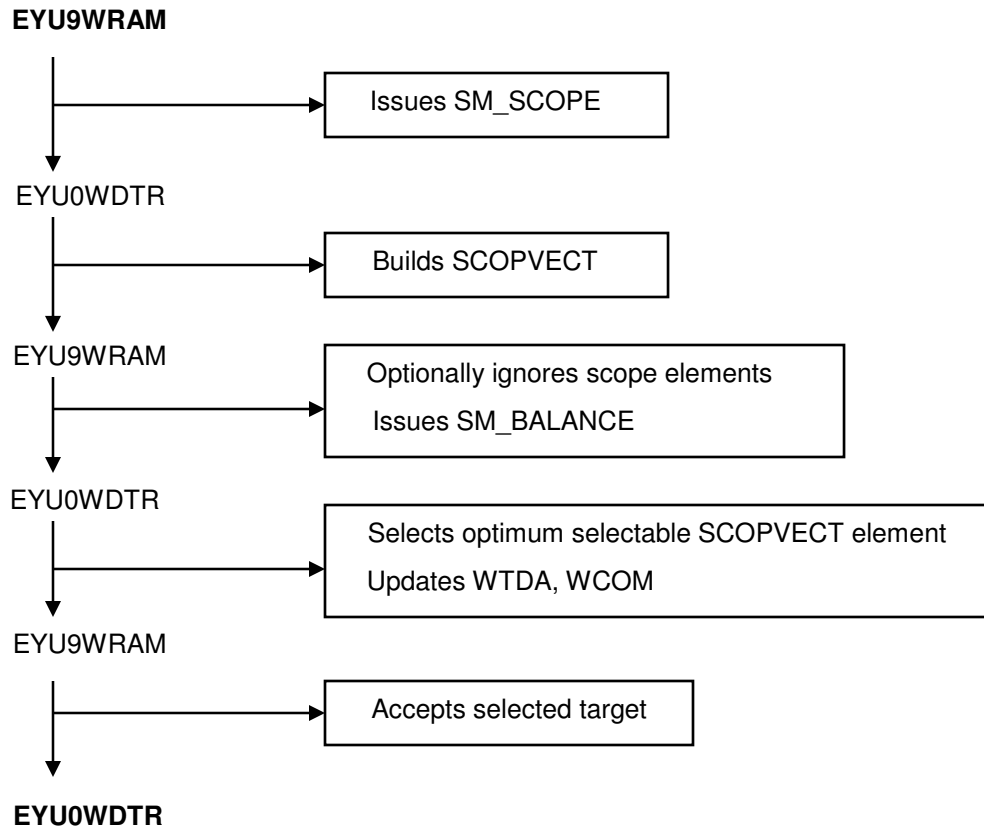 EYU9WRAM
Issues SM_SCOPE
EYU0WDTR
Builds SCOPVECT
EYU9WRAM
Optionally ignores scope elements
Issues SM_BALANCE
EYU0WDTR
Selects optimum selectable SCOPVECT element
Updates WTDA, WCOM
EYU9WRAM
Accepts selected target
EYU0WDTR